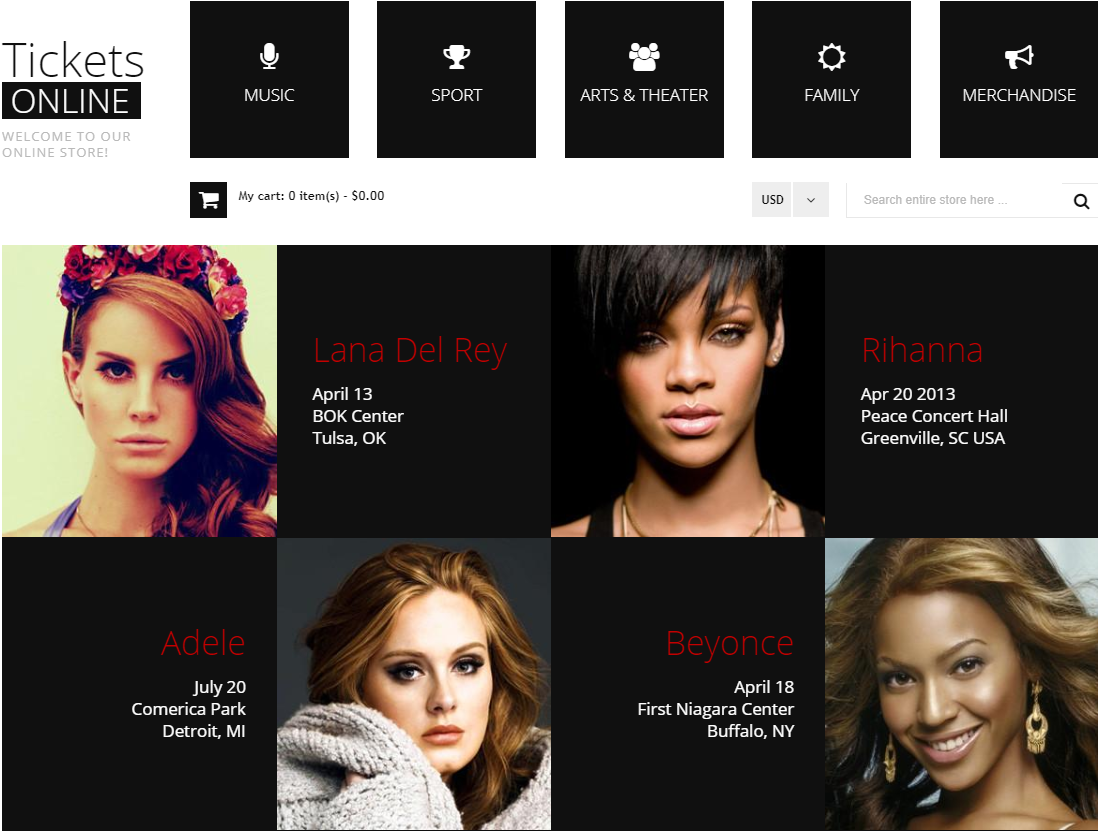 Tickets
ONLINE
WELCOME TO OUR
ONLINE STORE!
MUSIC
SPORT
ARTS & THEATER
FAMILY
MERCHANDISE
My cart: 0 item(s) - $0.00
USD
Search entire store here ...
Lana Del Rey
April 13
BOK Center
Tulsa, OK
Rihanna
Apr 20 2013
Peace Concert Hall
Greenville, SC USA
Adele
July 20
Comerica Park
Detroit, MI
Beyonce
April 18
First Niagara Center
Buffalo, NY